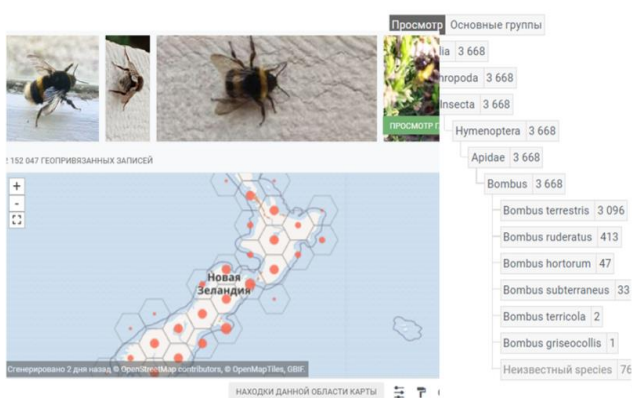 Просмотр Основные группы
lia 3 668
hropoda 3 668
Insecta 3 668
Hymenoptera 3 668
Apidae 3 668
Bombus 3 668
Bombus terrestris 3 096
Bombus ruderatus 413
Bombus hortorum 47
Bombus subterraneus 33
Bombus terricola 2
Bombus griseocollis 1
Неизвестный species 76
ПРОСМОТР Г
2 152 047 ГЕОПРИВЯЗАННЫХ ЗАПИСЕЙ
+
-
Новая
Зеландия
Сгенерировано 2 дня назад © OpenStreetMap contributors, © OpenMapTiles, GBIF.
НАХОДКИ ДАННОЙ ОБЛАСТИ КАРТЫ